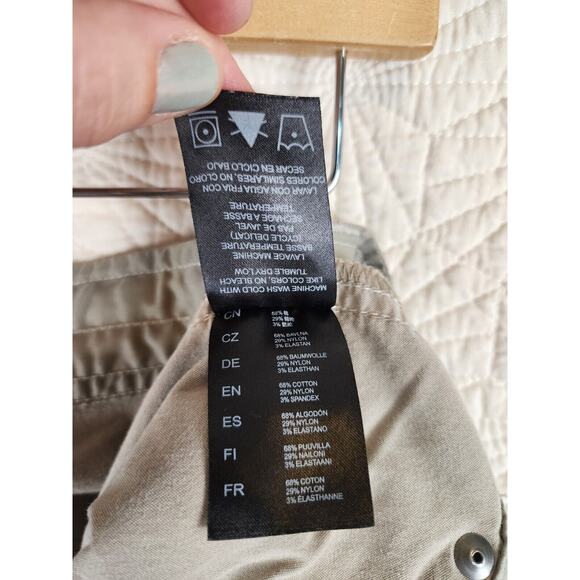 MACHINE WASH COLD WITH
LIKE COLORS, NO BLEACH
TUMBLE DRY LOW
LAVAGE MACHINE
BASSE TEMPERATURE
(CYCLE DELICAT)
PAS DE JAVEL
SECHAGE A BASSE
TEMPERATURE
LAVAR CON AGUA FRIA CON
COLORES SIMILARES, NO CLORO
SECAR EN CICLO BAJO
CN
68%
29%
3%
CZ
68% BAVLNA
29% NYLON
3% ELASTAN
DE
68% BAUMWOLLE
29% NYLON
3% ELASTHAN
EN
68% COTTON
29% NYLON
3% SPANDEX
ES
68% ALGODÓN
29% NYLON
3% ELASTANO
FI
68% PUUVILLA
29% NAILONI
3% ELASTAANI
FR
68% COTON
29% NYLON
3% ÉLASTHANNE